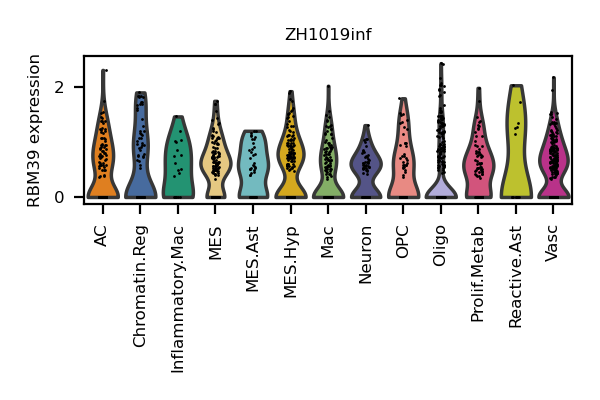 ZH1019inf
RBM39 expression
2
0
AC
Chromatin.Reg
Inflammatory.Mac
MES
MES.Ast
MES.Hyp
Mac
Neuron
OPC
Oligo
Prolif.Metab
Reactive.Ast
Vasc